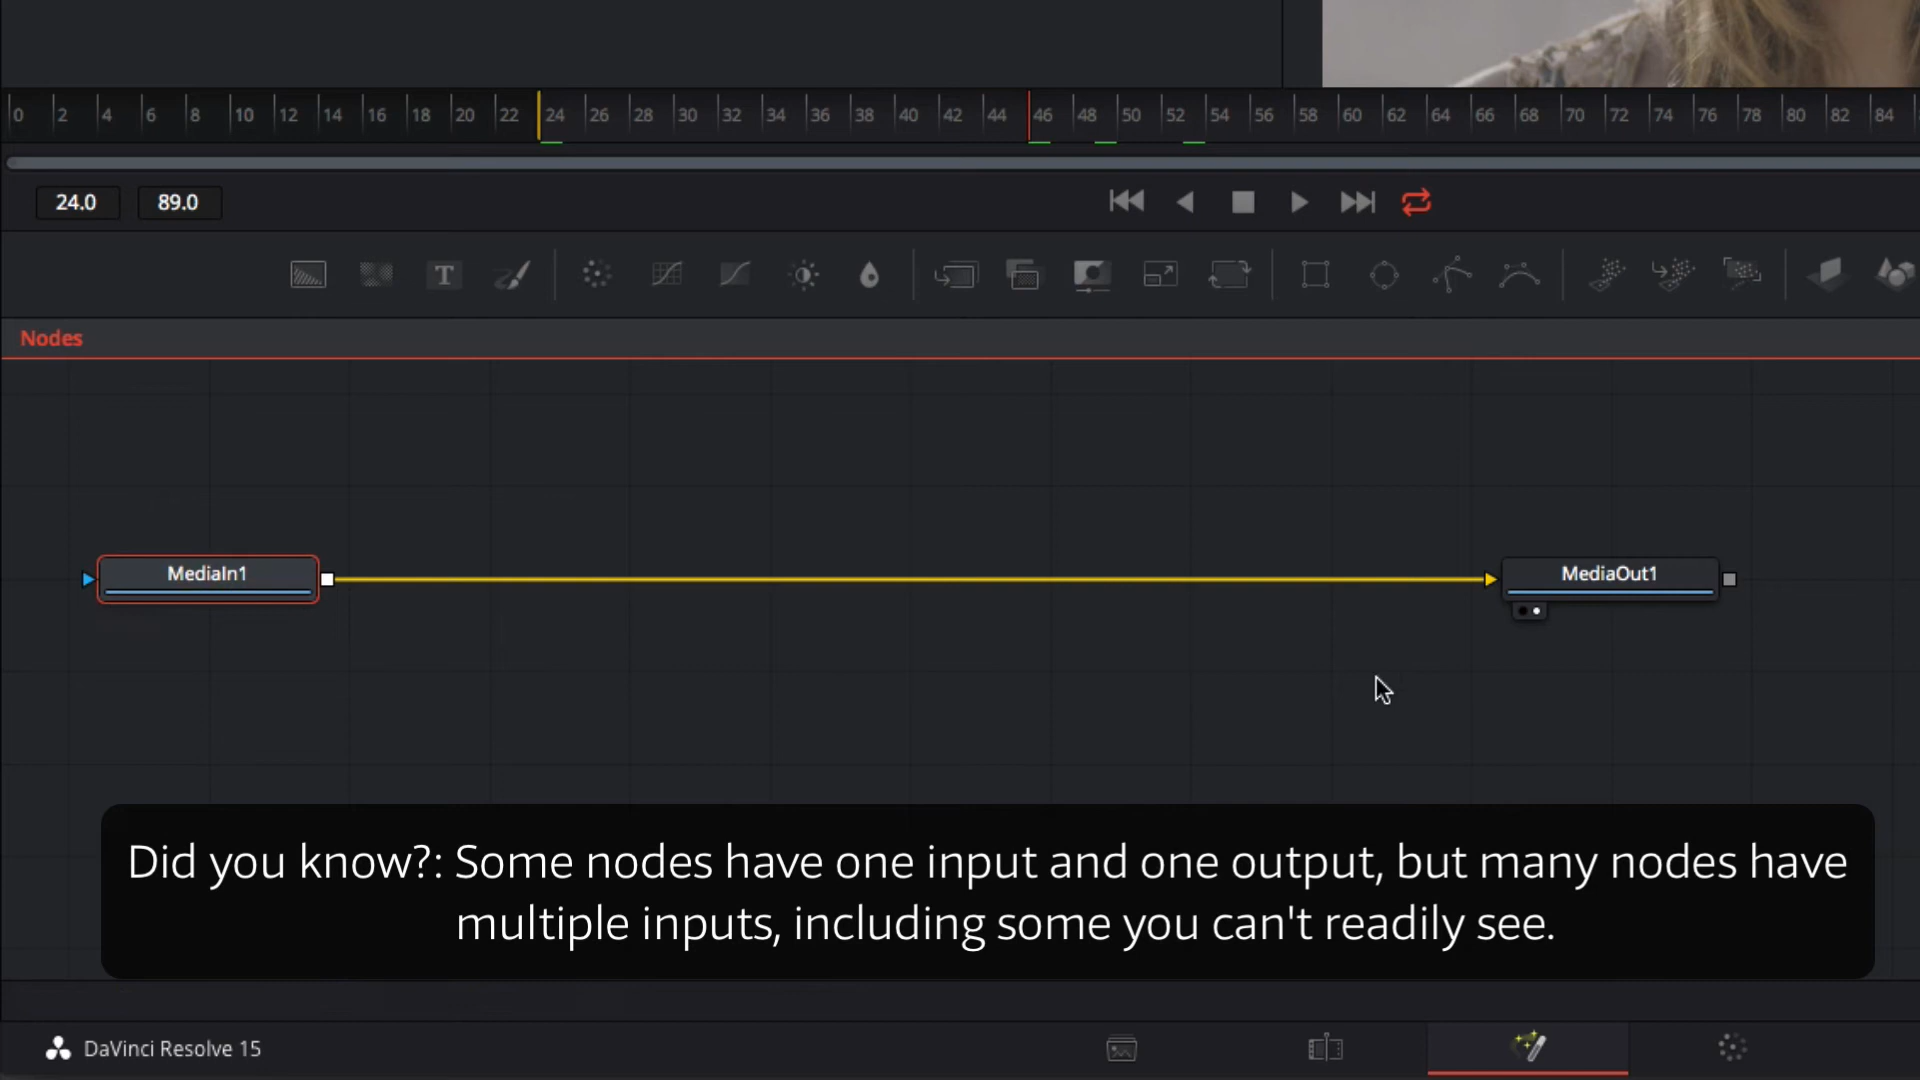 0 2 4 6 8 10 12 14 16 18 20 22 24 26 28 30 32 34 36 38 40 42 44 46 48 50 52 54 56 58 60 62 64 66 68 70 72 74 76 78 80 82 84
24.0 89.0
T
Nodes
MediaIn1
MediaOut1
Did you know?: Some nodes have one input and one output, but many nodes have
multiple inputs, including some you can't readily see.
DaVinci Resolve 15